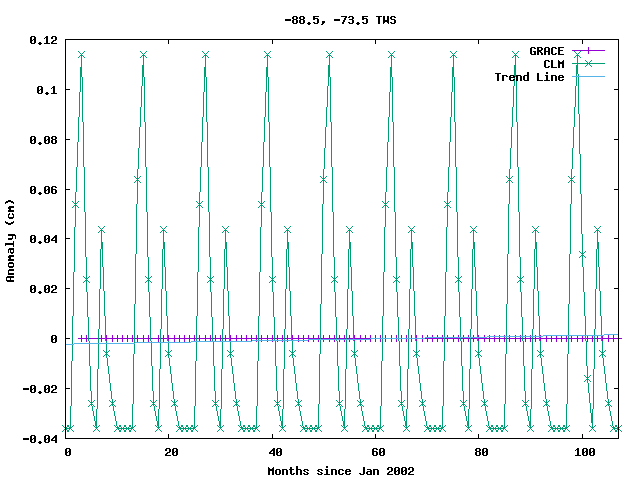 -88.5, -73.5 TWS
0.12
0.1
0.08
0.06
0.04
0.02
0
-0.02
-0.04
Anomaly (cm)
GRACE
CLM
Trend Line
0 20 40 60 80 100
Months since Jan 2002